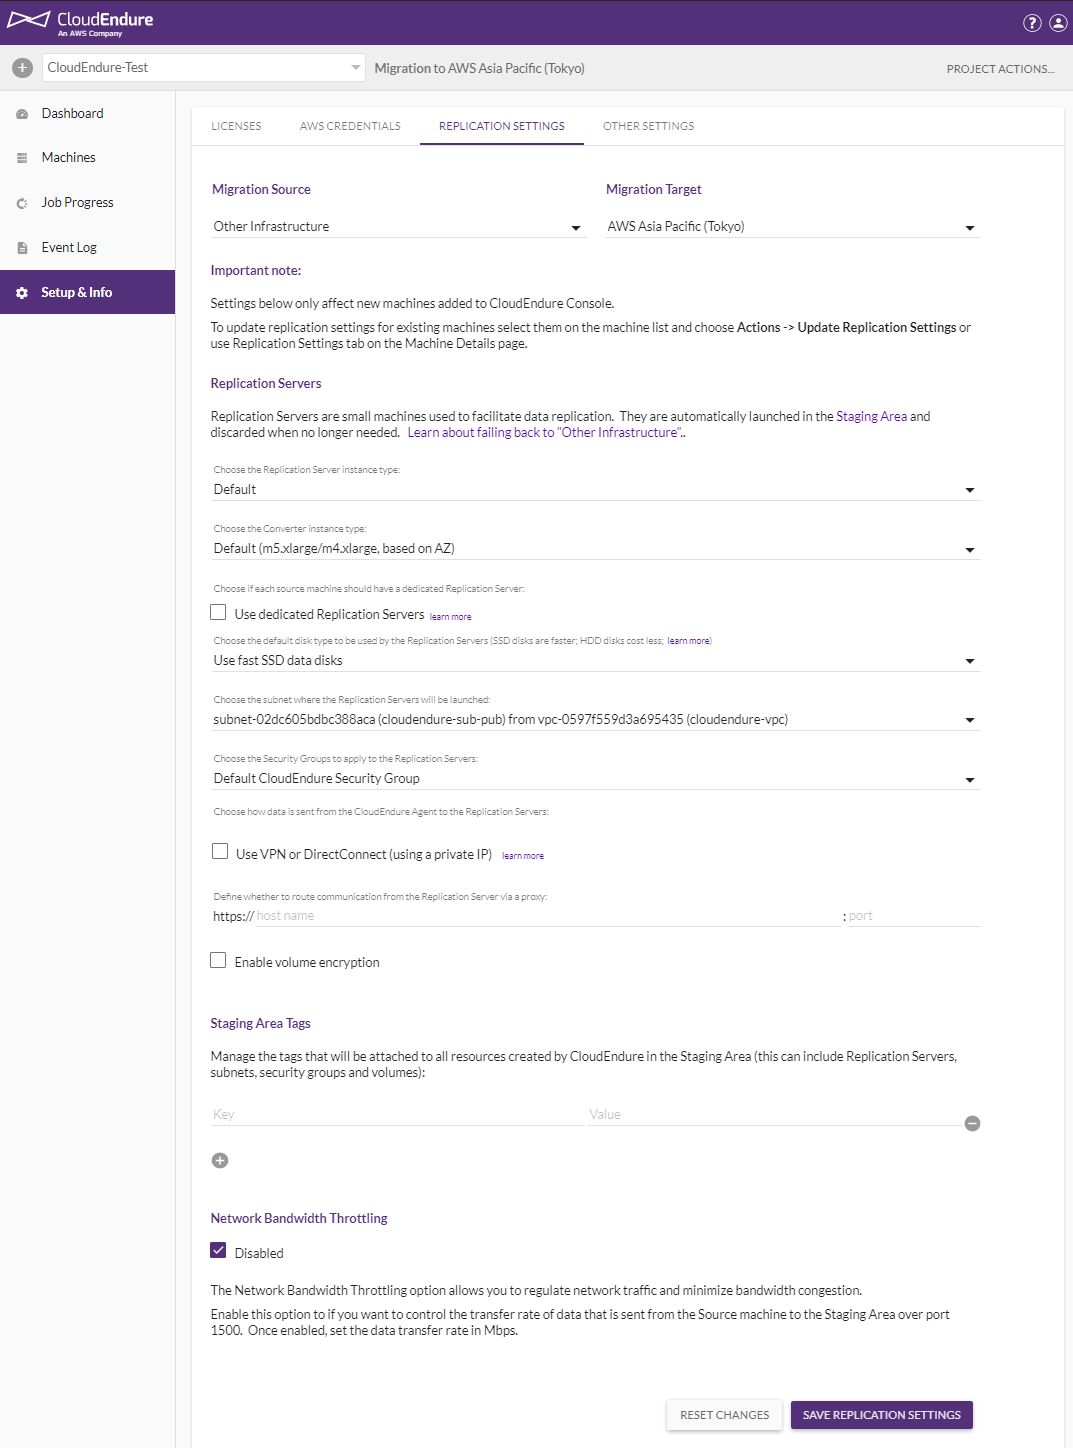 CloudEndure
An AWS Company
?
CloudEndure-Test
Migration to AWS Asia Pacific (Tokyo)
PROJECT ACTIONS...
Dashboard
Machines
Job Progress
Event Log
Setup & Info
LICENSES
AWS CREDENTIALS
REPLICATION SETTINGS
OTHER SETTINGS
Migration Source
Migration Target
Other Infrastructure
AWS Asia Pacific (Tokyo)
Important note:
Settings below only affect new machines added to CloudEndure Console.
To update replication settings for existing machines select them on the machine list and choose Actions -> Update Replication Settings or
use Replication Settings tab on the Machine Details page.
Replication Servers
Replication Servers are small machines used to facilitate data replication. They are automatically launched in the Staging Area and
discarded when no longer needed. Learn about failing back to "Other Infrastructure"..
Choose the Replication Server instance type:
Default
Choose the Converter instance type:
Default (m5.xlarge/m4.xlarge, based on AZ)
Choose if each source machine should have a dedicated Replication Server:
Use dedicated Replication Servers learn more
Choose the default disk type to be used by the Replication Servers (SSD disks are faster; HDD disks cost less; learn more)
Use fast SSD data disks
Choose the subnet where the Replication Servers will be launched:
subnet-02dc605bdbc388aca (cloudendure-sub-pub) from vpc-0597f559d3a695435 (cloudendure-vpc)
Choose the Security Groups to apply to the Replication Servers:
Default CloudEndure Security Group
Choose how data is sent from the CloudEndure Agent to the Replication Servers:
Use VPN or DirectConnect (using a private IP) learn more
Define whether to route communication from the Replication Server via a proxy:
https:// host name : port
Enable volume encryption
Staging Area Tags
Manage the tags that will be attached to all resources created by CloudEndure in the Staging Area (this can include Replication Servers,
subnets, security groups and volumes):
Key
Value
Network Bandwidth Throttling
Disabled
The Network Bandwidth Throttling option allows you to regulate network traffic and minimize bandwidth congestion.
Enable this option to if you want to control the transfer rate of data that is sent from the Source machine to the Staging Area over port
1500. Once enabled, set the data transfer rate in Mbps.
RESET CHANGES
SAVE REPLICATION SETTINGS